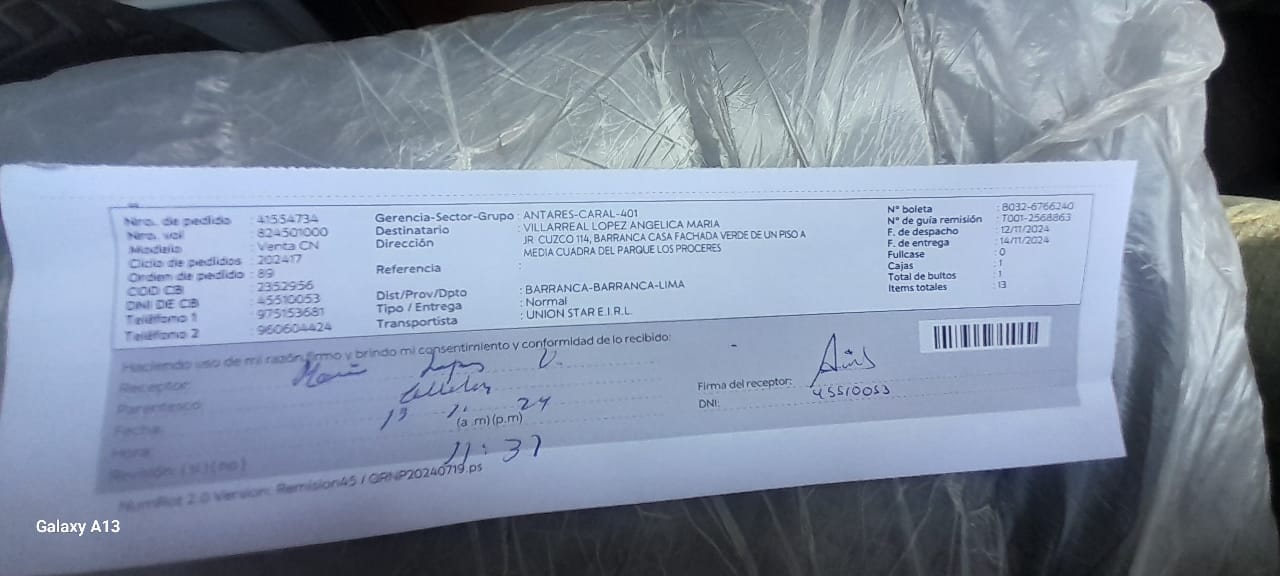 Nro. de pedido : 41554734
Nro. val : 824501000
Modelo : Venta CN
Ciclo de pedidos : 202417
Orden de pedido : 89
COD CB : 2352956
DNI DE CB : 45510053
Teléfono 1 : 975153681
Teléfono 2 : 960604424
Gerencia-Sector-Grupo : ANTARES-CARAL-401
Destinatario : VILLARREAL LOPEZ ANGELICA MARIA
Dirección : JR CUZCO 114, BARRANCA CASA FACHADA VERDE DE UN PISO A
MEDIA CUADRA DEL PARQUE LOS PROCERES
Referencia :
Dist/Prov/Dpto : BARRANCA-BARRANCA-LIMA
Tipo / Entrega : Normal
Transportista : UNION STAR E.I.R.L.
N° boleta : B032-6766240
N° de guía remisión : T001-2568863
F. de despacho : 12/11/2024
F. de entrega : 14/11/2024
Fullcase : 0
Cajas : 1
Total de bultos : 1
Items totales : 13
Haciendo uso de mi razón firmo y brindo mi consentimiento y conformidad de lo recibido:
Receptor: Maria V.
Parentesco:
Fecha: 13 24
(a .m) (p.m)
Hora: 11:37
Revisión: ( SI ) ( no )
Firma del receptor:
DNI: 45510053
NumRot 2.0 Version: Remision45 / GRNP20240719.ps
Galaxy A13